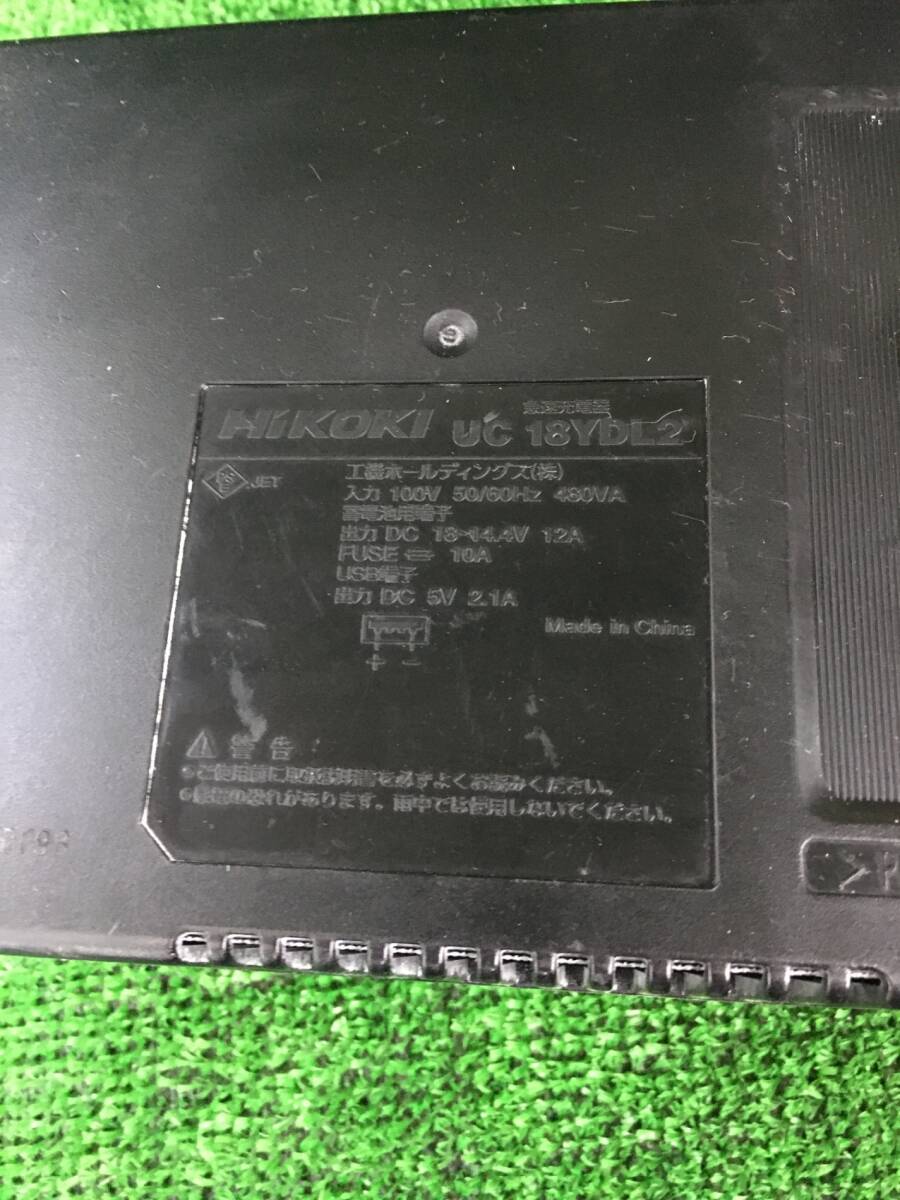 急速充電器
HiKOKI UC 18YDL2
PS E JET
工機ホールディングス(株)
入力 100V 50/60Hz 480VA
蓄電池用端子
出力 DC 18~14.4V 12A
FUSE 10A
USB端子
出力 DC 5V 2.1A
Made in China
+ −
警告
●ご使用前に取扱説明書を必ずよくお読みください。
●感電の恐れがあります。雨中では使用しないでください。
>P